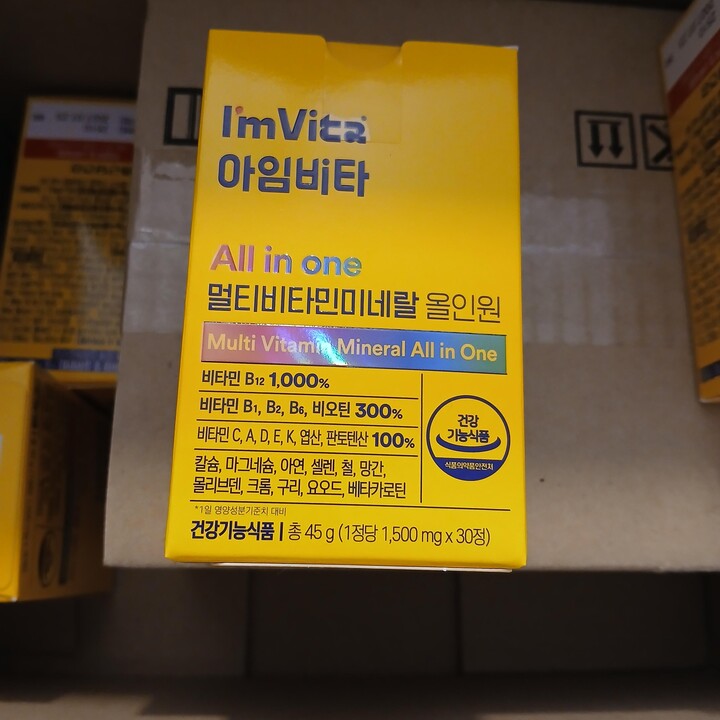 I'm Vita
아임비타
All in one
멀티비타민미네랄 올인원
Multi Vitamin Mineral All in One
비타민 B12 1,000%
비타민 B1, B2, B6, 비오틴 300%
비타민 C, A, D, E, K, 엽산, 판토텐산 100%
칼슘, 마그네슘, 아연, 셀렌, 철, 망간,
몰리브덴, 크롬, 구리, 요오드, 베타카로틴
건강
기능식품
식품의약품안전처
*1일 영양성분기준치 대비
건강기능식품 | 총 45 g (1정당 1,500 mg x 30정)